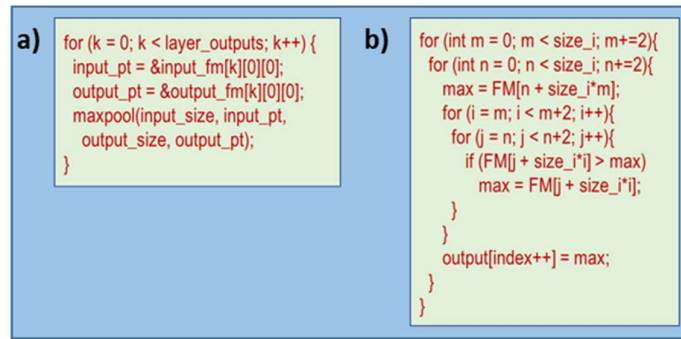 a)
for (k = 0; k < layer_outputs; k++) {
input_pt = &input_fm[k][0][0];
output_pt = &output_fm[k][0][0];
maxpool(input_size, input_pt,
output_size, output_pt);
}
b)
for (int m = 0; m < size_i; m+=2){
for (int n = 0; n < size_i; n+=2){
max = FM[n + size_i*m];
for (i = m; i < m+2; i++){
for (j = n; j < n+2; j++){
if (FM[j + size_i*i] > max)
max = FM[j + size_i*i];
}
}
output[index++] = max;
}
}